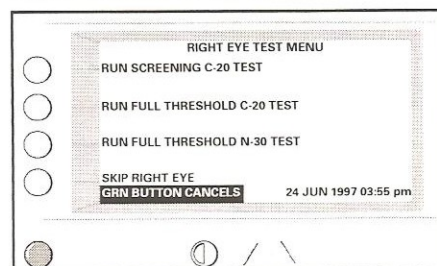 RIGHT EYE TEST MENU
RUN SCREENING C-20 TEST
RUN FULL THRESHOLD C-20 TEST
RUN FULL THRESHOLD N-30 TEST
SKIP RIGHT EYE
GRN BUTTON CANCELS 24 JUN 1997 03:55 pm